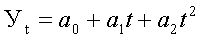 Уₜ = a₀ + a₁t + a₂t²